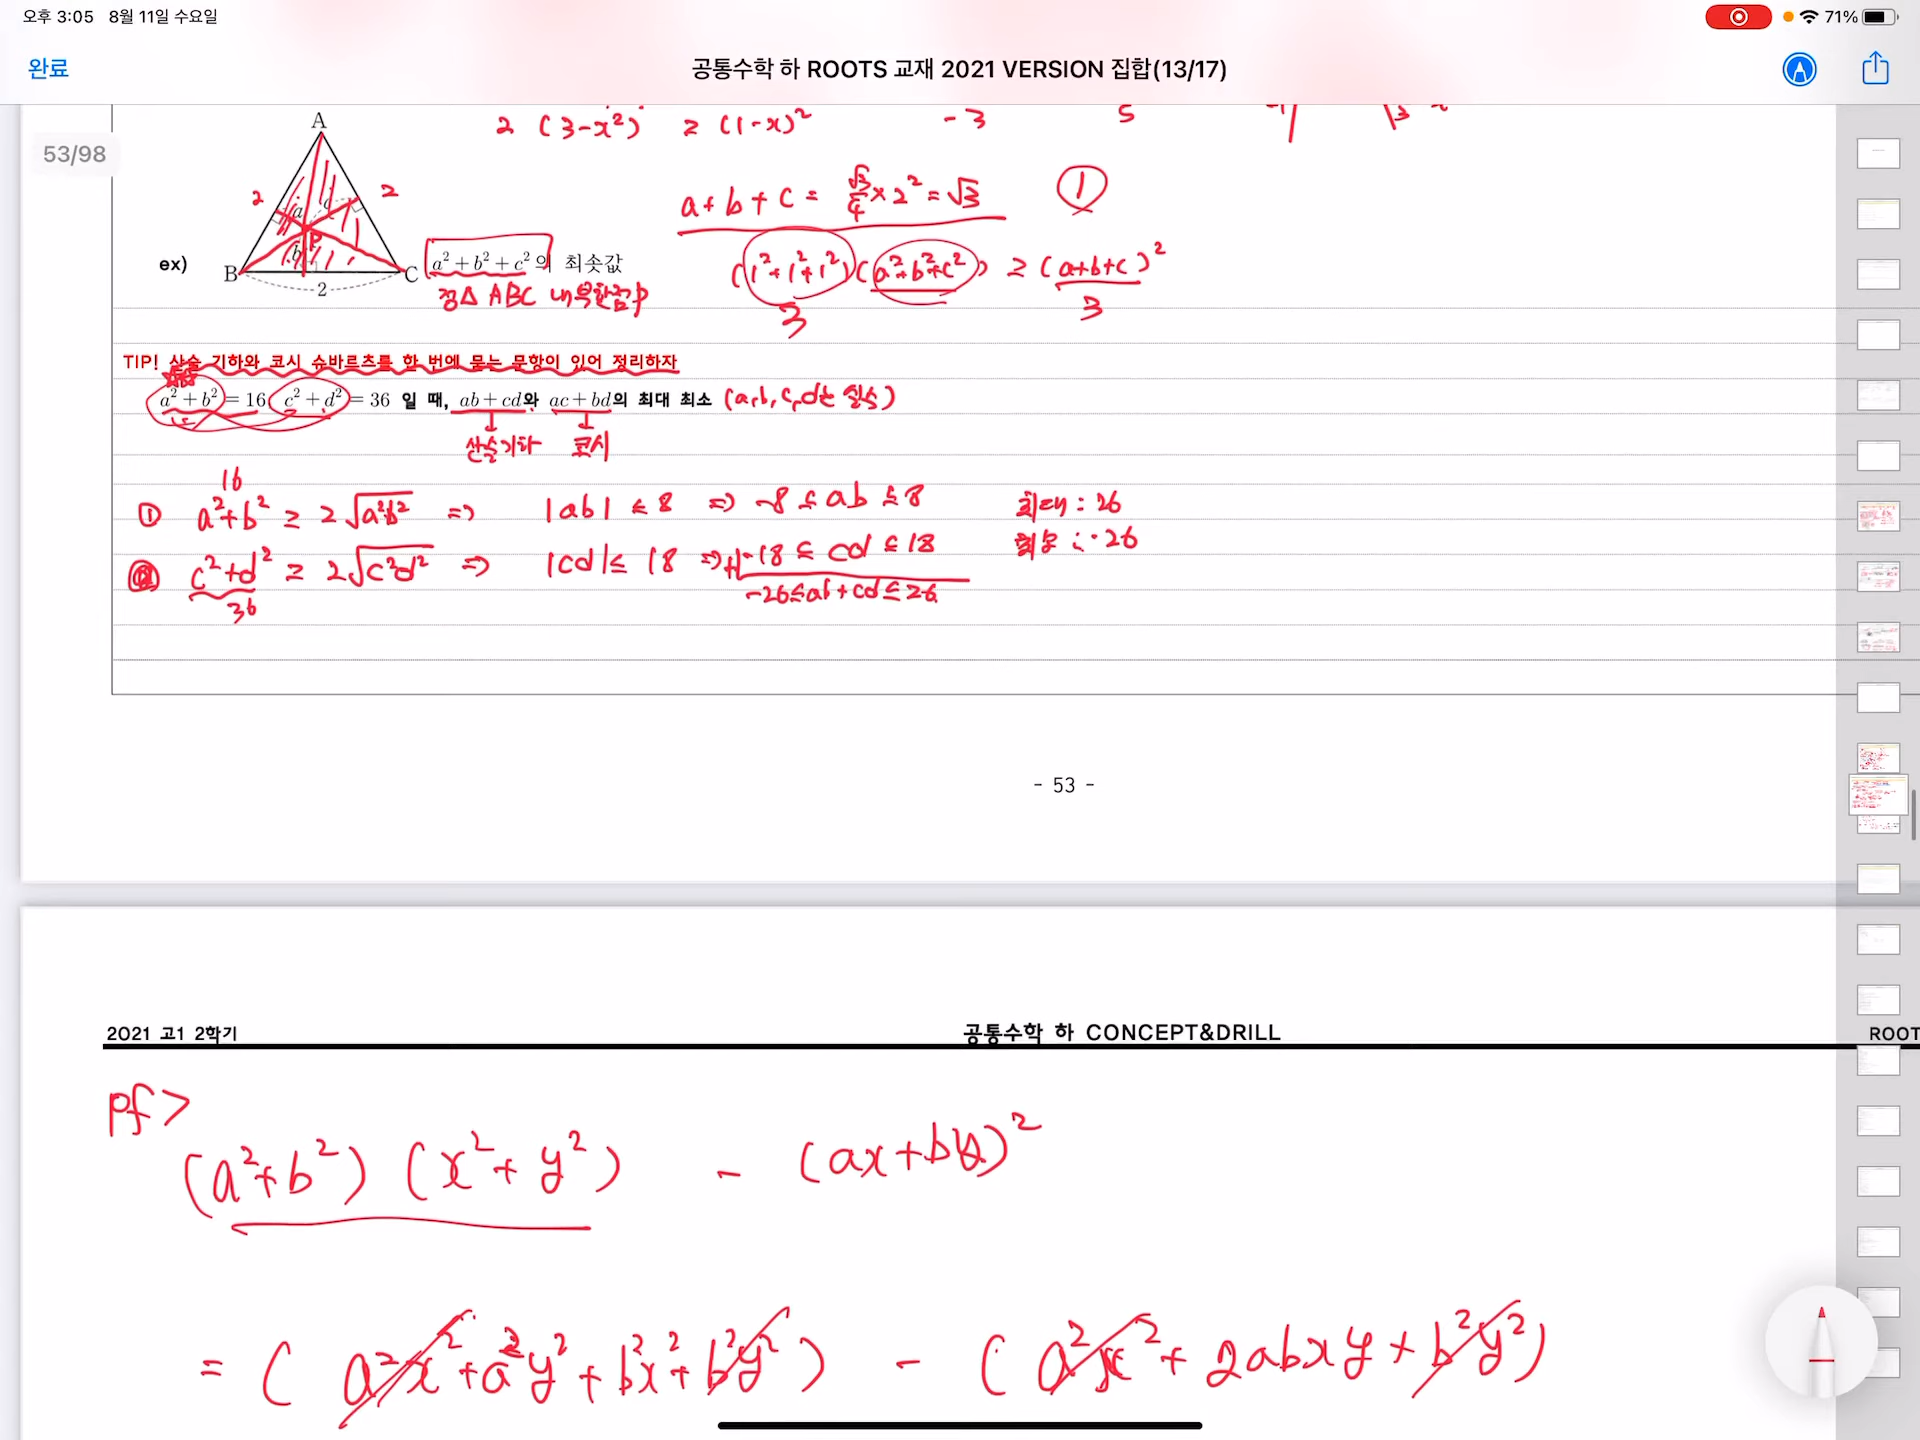 오후 3:05 8월 11일 수요일
71%
완료
공통수학 하 ROOTS 교재 2021 VERSION 집합(13/17)
53/98
2 (3-x²) ≥ (1-x)²
-3
5
A
2
2
a
c
P
b
B
C
2
a+b+c = √3/4 × 2² = √3
①
ex)
a² + b² + c²의 최솟값
(1²+1²+1²)(a²+b²+c²) ≥ (a+b+c)²
정△ ABC 내부한점P
3
3
TIP! 산술 기하와 코시 슈바르츠를 한 번에 묻는 문항이 있어 정리하자
a² + b² = 16, c² + d² = 36 일 때, ab + cd와 ac + bd의 최대 최소 (a,b,c,d는 실수)
산술기하 코시
16
① a²+b² ≥ 2√a²b² ⇒ |ab| ≤ 8 ⇒ -8 ≤ ab ≤ 8
최대 : 26
② c²+d² ≥ 2√c²d² ⇒ |cd| ≤ 18 ⇒ +) -18 ≤ cd ≤ 18
최소 : -26
36
-26 ≤ ab+cd ≤ 26
- 53 -
2021 고1 2학기 공통수학 하 CONCEPT&DRILL ROOT
pf>
(a²+b²) (x²+y²) - (ax+by)²
= ( a²x²+a²y²+b²x²+b²y² ) - ( a²x²+2abxy+b²y²)